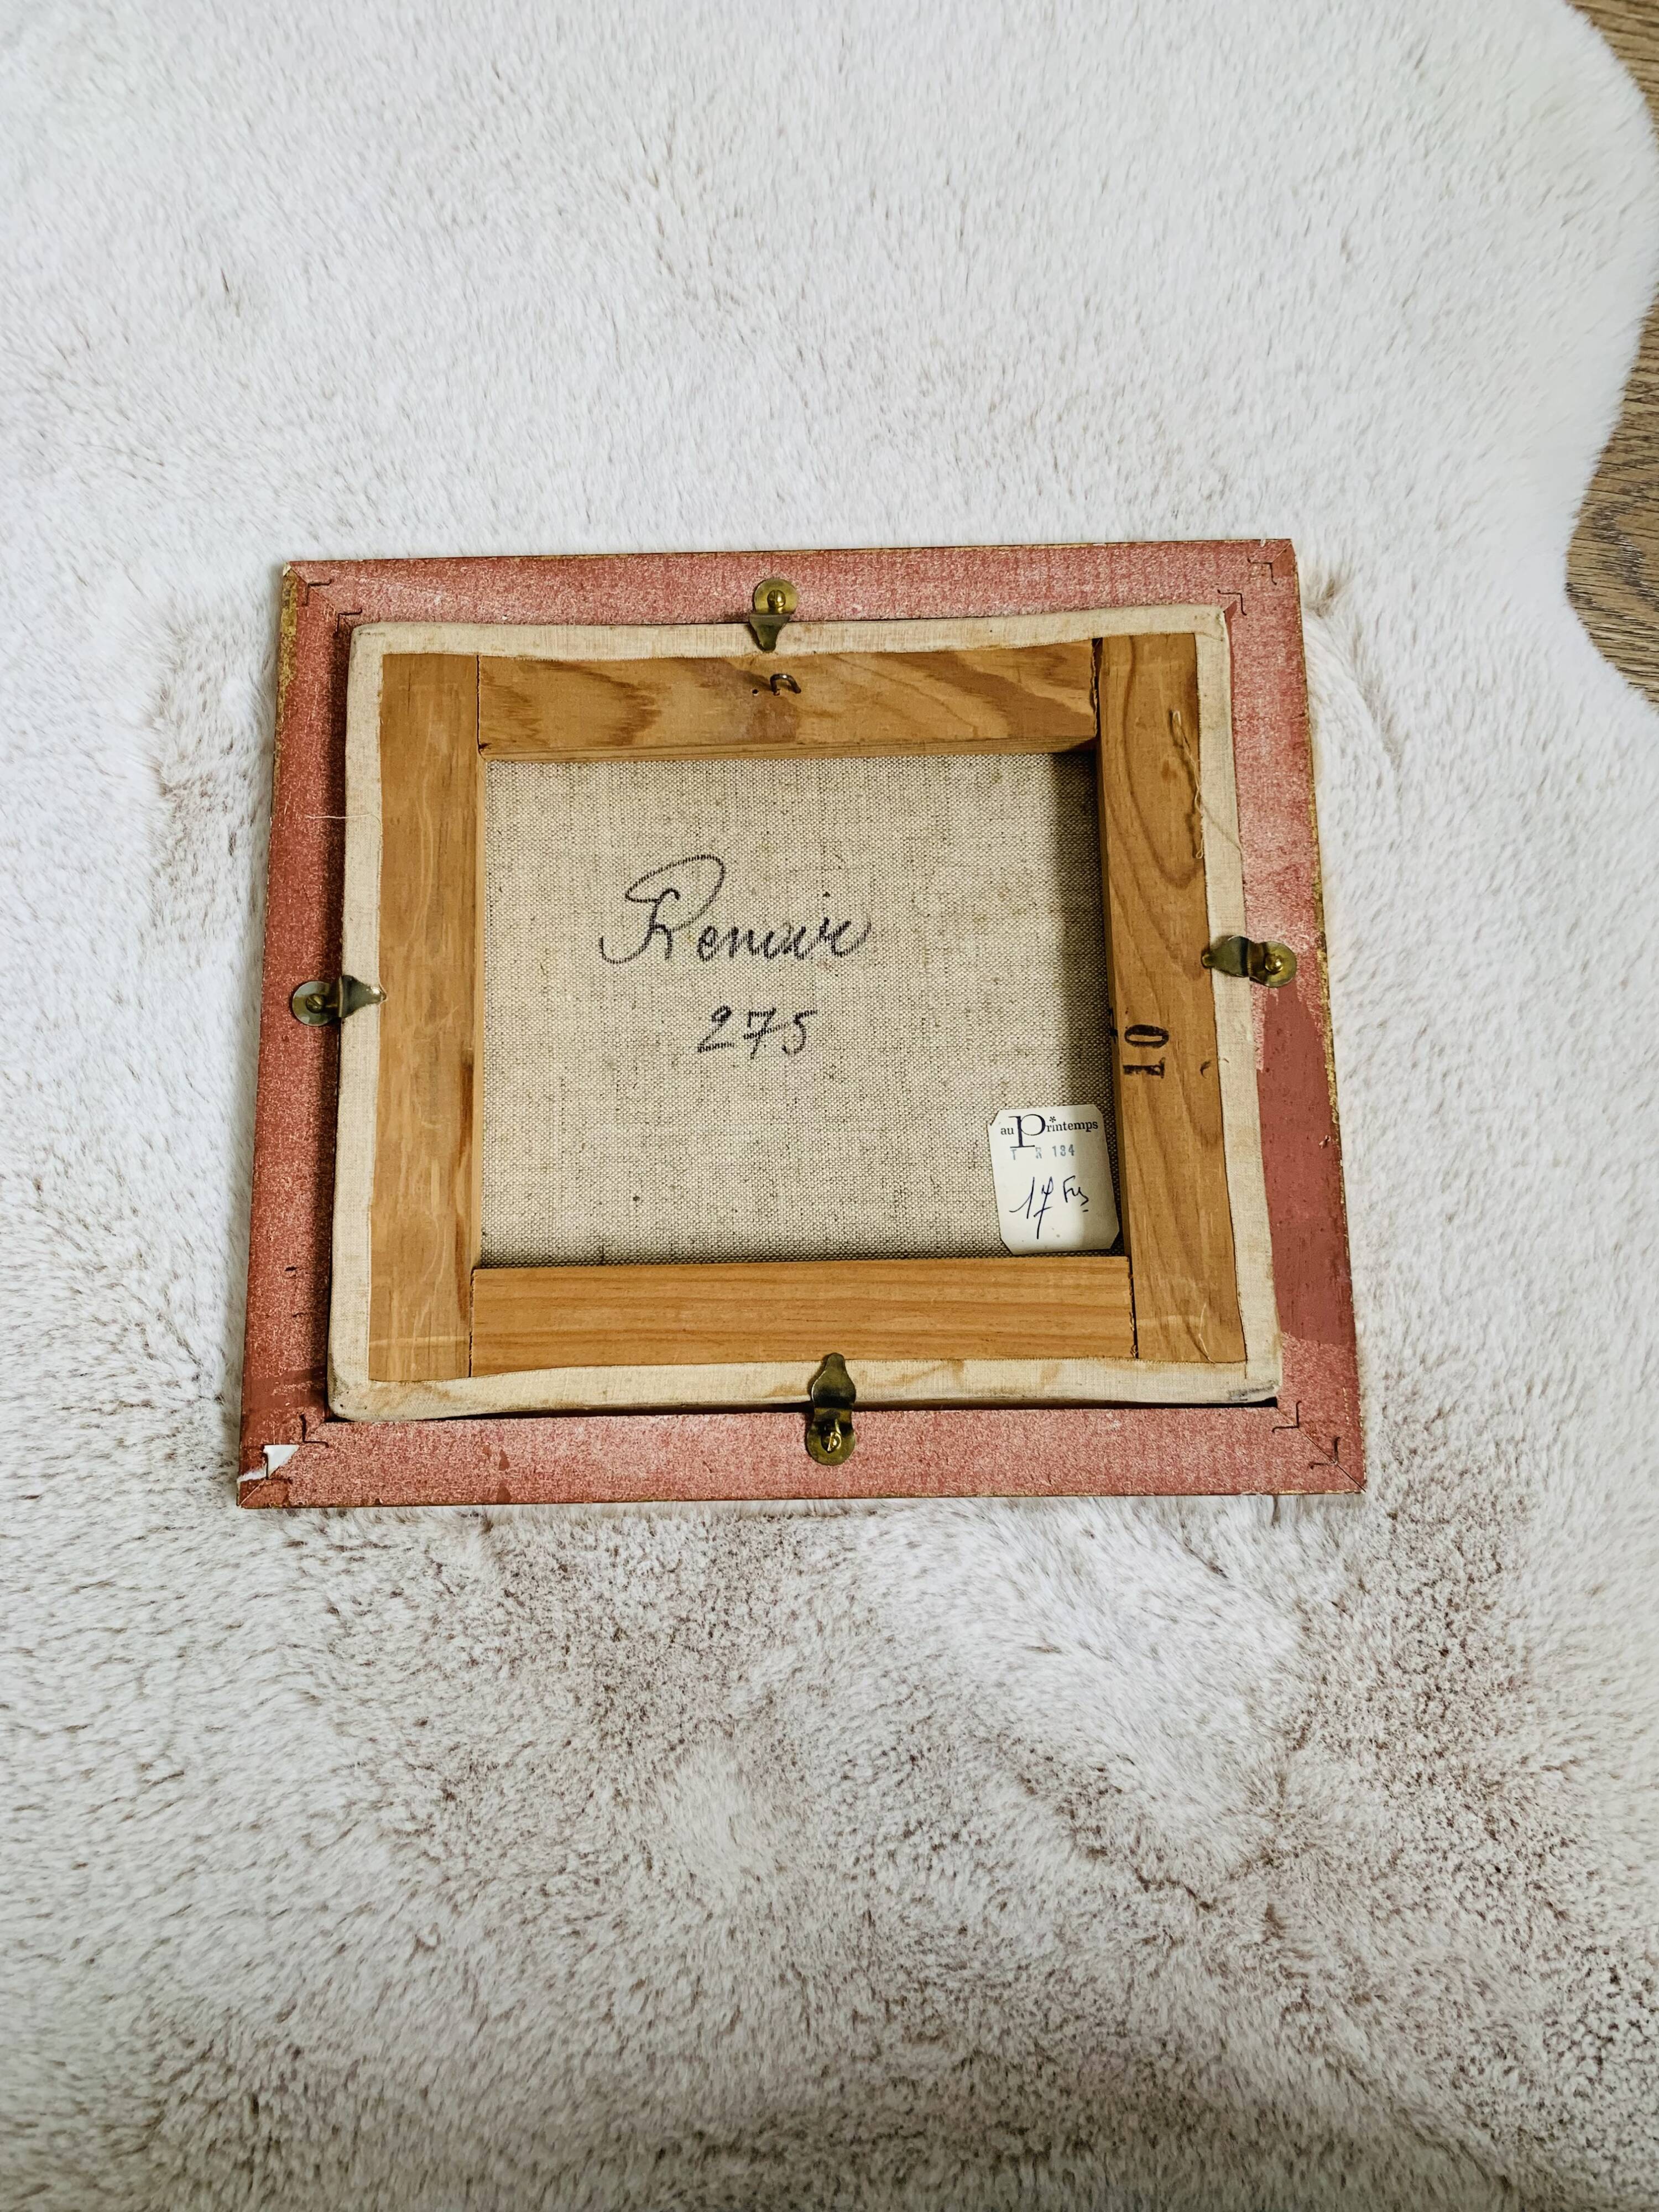 Renoir
275
10
au Printemps
T R 134
17 Frs